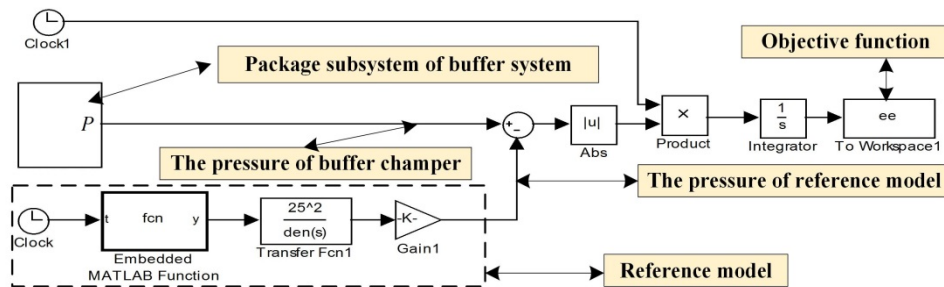 Clock1
Package subsystem of buffer system
Objective function
P
+
-
|u|
Abs
×
Product
1
s
Integrator
ee
To Workspace1
The pressure of buffer champer
The pressure of reference model
Clock
t
fcn
y
Embedded
MATLAB Function
25^2
den(s)
Transfer Fcn1
-K-
Gain1
Reference model